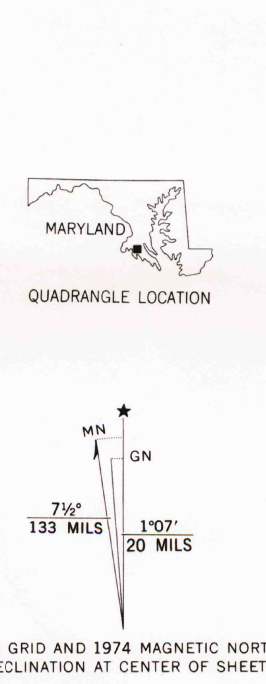 MARYLAND
QUADRANGLE LOCATION
★
MN
GN
7½°
133 MILS
1°07′
20 MILS
GRID AND 1974 MAGNETIC NORT
ECLINATION AT CENTER OF SHEET